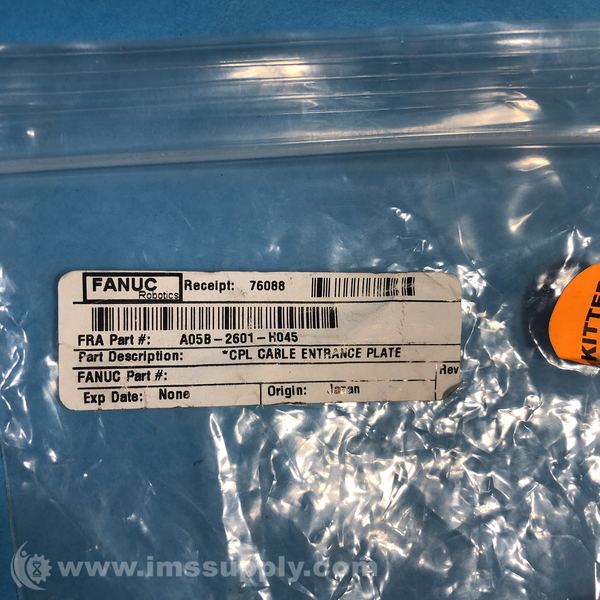 FANUC Robotics Receipt: 76088
FRA Part #: A05B-2601-H045
Part Description: *CPL CABLE ENTRANCE PLATE
FANUC Part #: Rev
Exp Date: None Origin: Japan
KITTED
www.imssupply.com